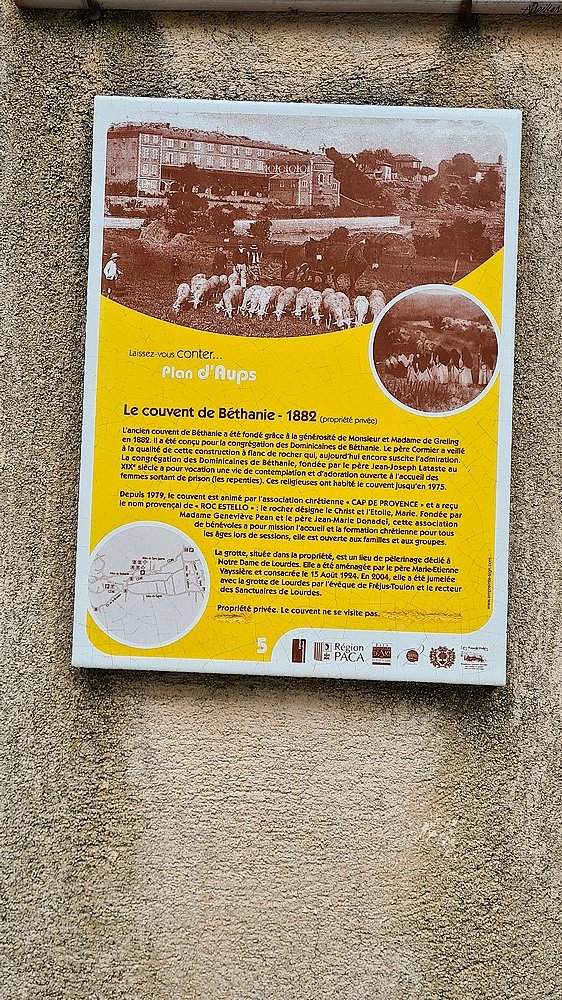 Laissez-vous conter...
Plan d'Aups
Le couvent de Béthanie - 1882 (propriété privée)
L'ancien couvent de Béthanie a été fondé grâce à la générosité de Monsieur et Madame de Greling
en 1882. Il a été conçu pour la congrégation des Dominicaines de Béthanie. Le père Cormier a veillé
à la qualité de cette construction à flanc de rocher qui, aujourd'hui encore suscite l'admiration.
La congrégation des Dominicaines de Béthanie, fondée par le père Jean-Joseph Lataste au
XIXe siècle a pour vocation une vie de contemplation et d'adoration ouverte à l'accueil des
femmes sortant de prison (les repenties). Ces religieuses ont habité le couvent jusqu'en 1975.
Depuis 1979, le couvent est animé par l'association chrétienne « CAP DE PROVENCE » et a reçu
le nom provençal de « ROC ESTELLO » : le rocher désigne le Christ et l'Etoile, Marie. Fondée par
Madame Geneviève Pean et le père Jean-Marie Donadei, cette association
de bénévoles a pour mission l'accueil et la formation chrétienne pour tous
les âges lors de sessions, elle est ouverte aux familles et aux groupes.
La grotte, située dans la propriété, est un lieu de pèlerinage dédié à
Notre Dame de Lourdes. Elle a été aménagée par le père Marie-Etienne
Vayssière et consacrée le 15 Août 1924. En 2004, elle a été jumelée
avec la grotte de Lourdes par l'évêque de Fréjus-Toulon et le recteur
des Sanctuaires de Lourdes.
Propriété privée. Le couvent ne se visite pas.
5
Région
PACA